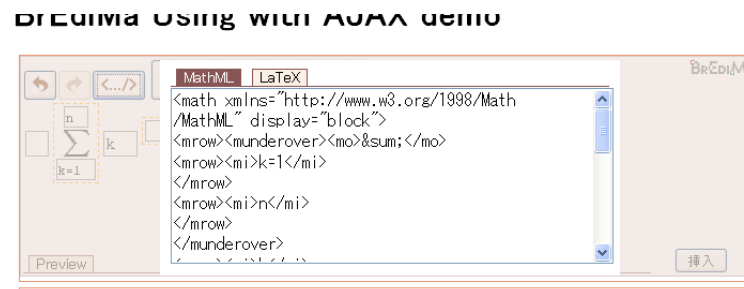 BrEdiMa Using with AJAX demo
<.../>
MathML LaTeX
BrEdiM
<math xmlns="http://www.w3.org/1998/Math
/MathML" display="block">
<mrow><munderover><mo>&sum;</mo>
<mrow><mi>k=1</mi>
</mrow>
<mrow><mi>n</mi>
</mrow>
</munderover>
n
∑ k
k=1
Preview
挿入